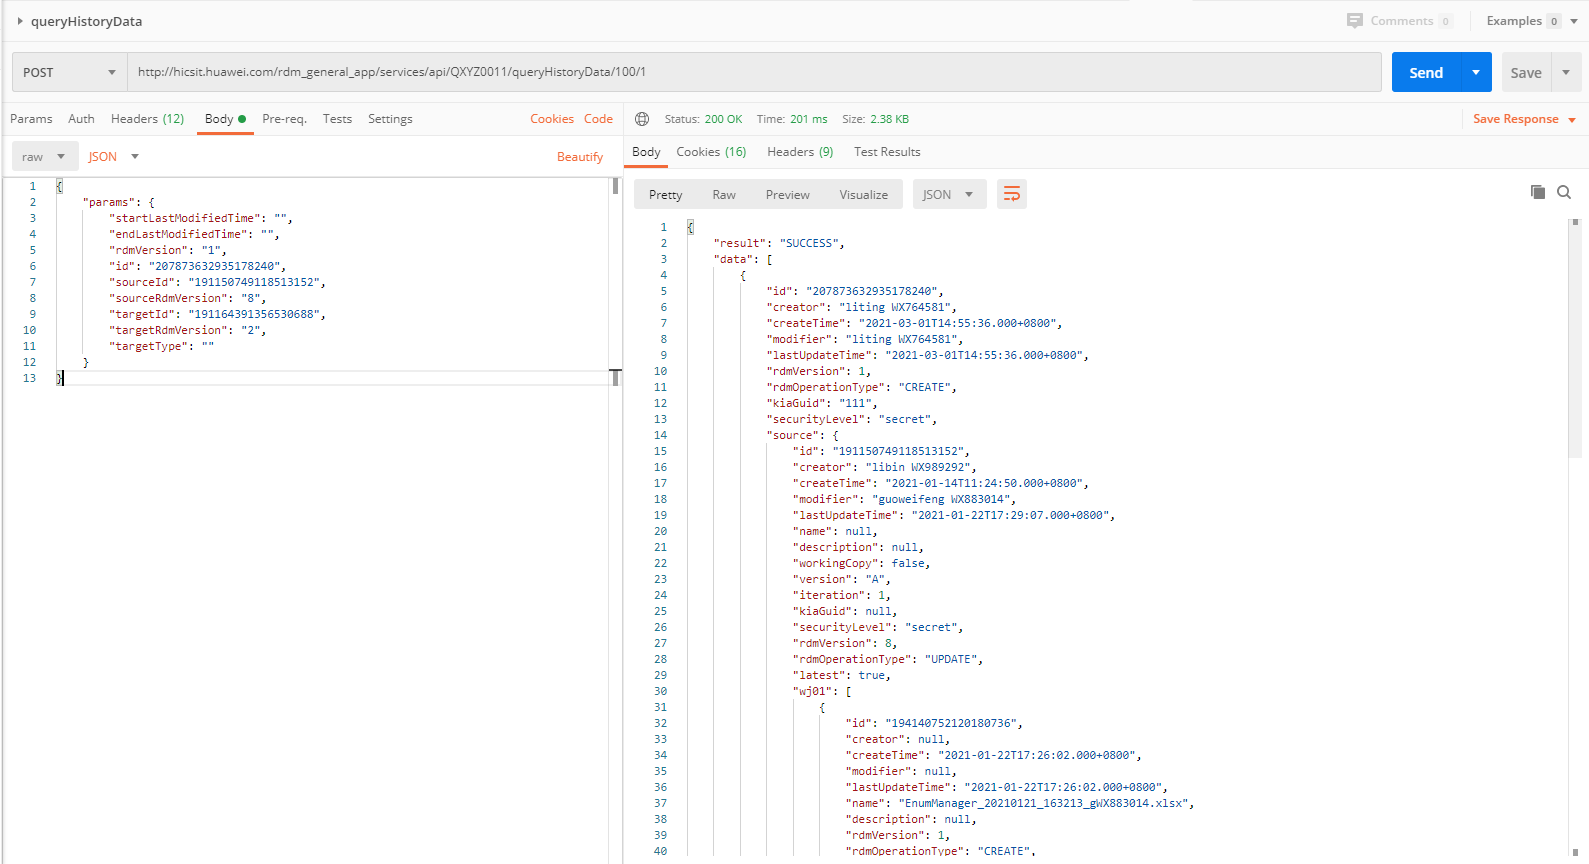 queryHistoryData
Comments 0
Examples 0
POST
http://hicsit.huawei.com/rdm_general_app/services/api/QXYZ0011/queryHistoryData/100/1
Send
Save
Params Auth Headers (12) Body Pre-req. Tests Settings
Cookies Code
Status: 200 OK Time: 201 ms Size: 2.38 KB
Save Response
raw JSON
Beautify
1 {
2 "params": {
3 "startLastModifiedTime": "",
4 "endLastModifiedTime": "",
5 "rdmVersion": "1",
6 "id": "207873632935178240",
7 "sourceId": "191150749118513152",
8 "sourceRdmVersion": "8",
9 "targetId": "191164391356530688",
10 "targetRdmVersion": "2",
11 "targetType": ""
12 }
13 }
Body Cookies (16) Headers (9) Test Results
Pretty Raw Preview Visualize JSON
1 {
2 "result": "SUCCESS",
3 "data": [
4 {
5 "id": "207873632935178240",
6 "creator": "liting WX764581",
7 "createTime": "2021-03-01T14:55:36.000+0800",
8 "modifier": "liting WX764581",
9 "lastUpdateTime": "2021-03-01T14:55:36.000+0800",
10 "rdmVersion": 1,
11 "rdmOperationType": "CREATE",
12 "kiaGuid": "111",
13 "securityLevel": "secret",
14 "source": {
15 "id": "191150749118513152",
16 "creator": "libin WX989292",
17 "createTime": "2021-01-14T11:24:50.000+0800",
18 "modifier": "guoweifeng WX883014",
19 "lastUpdateTime": "2021-01-22T17:29:07.000+0800",
20 "name": null,
21 "description": null,
22 "workingCopy": false,
23 "version": "A",
24 "iteration": 1,
25 "kiaGuid": null,
26 "securityLevel": "secret",
27 "rdmVersion": 8,
28 "rdmOperationType": "UPDATE",
29 "latest": true,
30 "wj01": [
31 {
32 "id": "194140752120180736",
33 "creator": null,
34 "createTime": "2021-01-22T17:26:02.000+0800",
35 "modifier": null,
36 "lastUpdateTime": "2021-01-22T17:26:02.000+0800",
37 "name": "EnumManager_20210121_163213_gWX883014.xlsx",
38 "description": null,
39 "rdmVersion": 1,
40 "rdmOperationType": "CREATE",